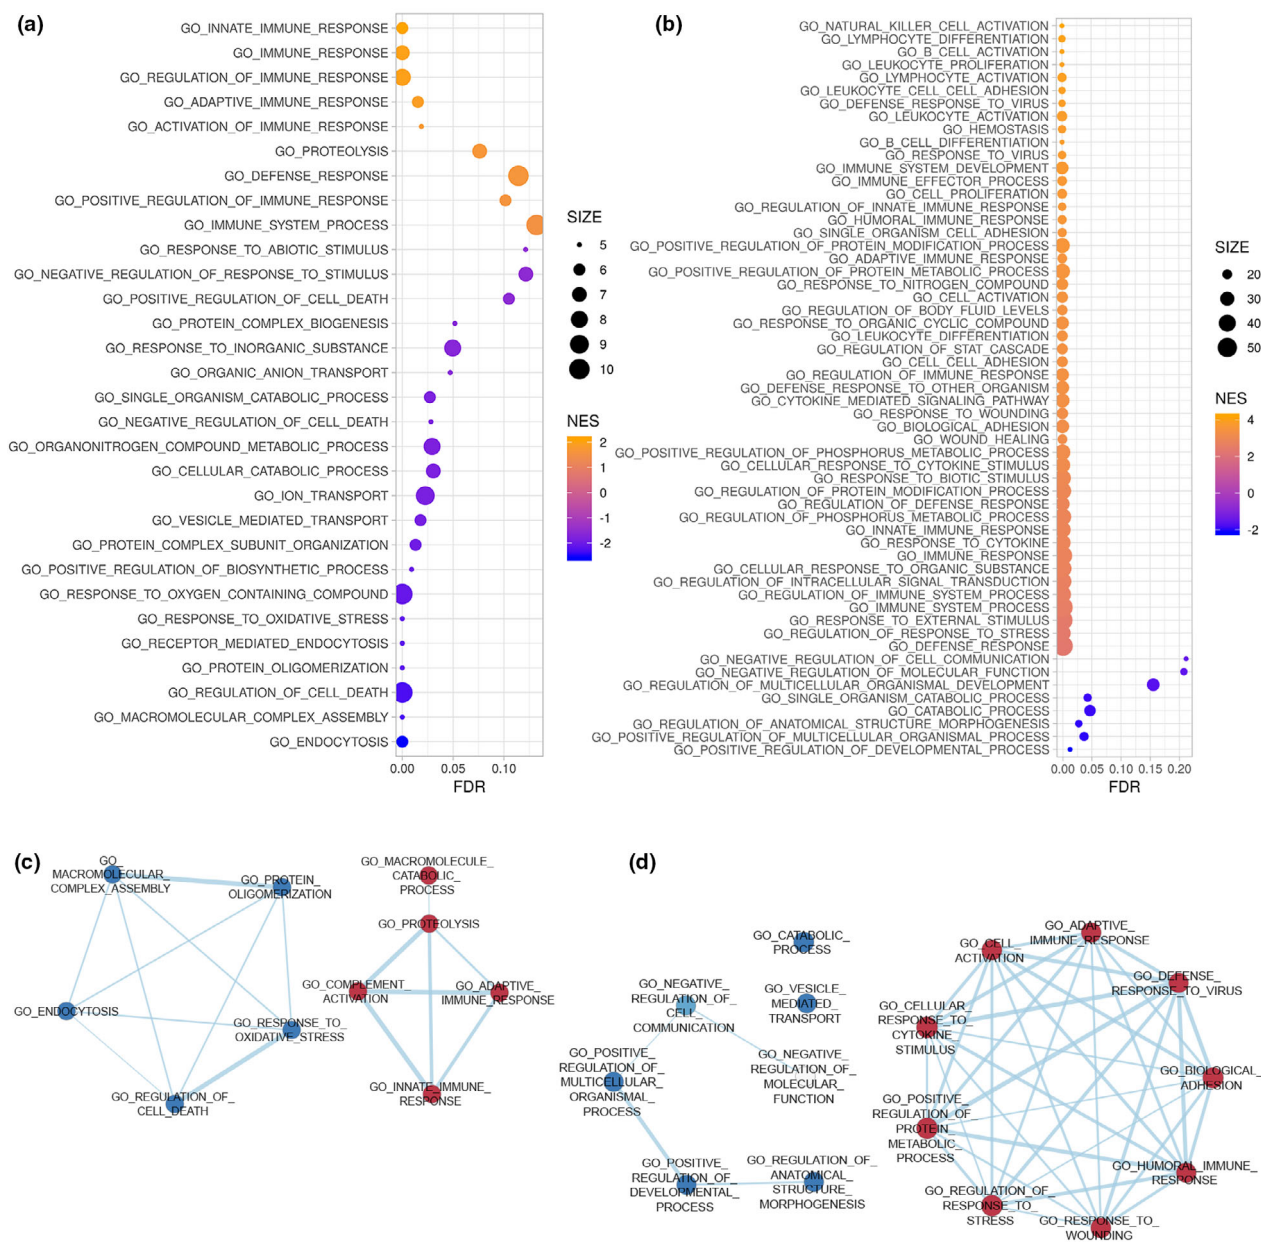 (a)
GO_INNATE_IMMUNE_RESPONSE
GO_IMMUNE_RESPONSE
GO_REGULATION_OF_IMMUNE_RESPONSE
GO_ADAPTIVE_IMMUNE_RESPONSE
GO_ACTIVATION_OF_IMMUNE_RESPONSE
GO_PROTEOLYSIS
GO_DEFENSE_RESPONSE
GO_POSITIVE_REGULATION_OF_IMMUNE_RESPONSE
GO_IMMUNE_SYSTEM_PROCESS
GO_RESPONSE_TO_ABIOTIC_STIMULUS
GO_NEGATIVE_REGULATION_OF_RESPONSE_TO_STIMULUS
GO_POSITIVE_REGULATION_OF_CELL_DEATH
GO_PROTEIN_COMPLEX_BIOGENESIS
GO_RESPONSE_TO_INORGANIC_SUBSTANCE
GO_ORGANIC_ANION_TRANSPORT
GO_SINGLE_ORGANISM_CATABOLIC_PROCESS
GO_NEGATIVE_REGULATION_OF_CELL_DEATH
GO_ORGANONITROGEN_COMPOUND_METABOLIC_PROCESS
GO_CELLULAR_CATABOLIC_PROCESS
GO_ION_TRANSPORT
GO_VESICLE_MEDIATED_TRANSPORT
GO_PROTEIN_COMPLEX_SUBUNIT_ORGANIZATION
GO_POSITIVE_REGULATION_OF_BIOSYNTHETIC_PROCESS
GO_RESPONSE_TO_OXYGEN_CONTAINING_COMPOUND
GO_RESPONSE_TO_OXIDATIVE_STRESS
GO_RECEPTOR_MEDIATED_ENDOCYTOSIS
GO_PROTEIN_OLIGOMERIZATION
GO_REGULATION_OF_CELL_DEATH
GO_MACROMOLECULAR_COMPLEX_ASSEMBLY
GO_ENDOCYTOSIS
0.00 0.05 0.10
FDR
SIZE
5
6
7
8
9
10
NES
2
1
0
-1
-2
(b)
GO_NATURAL_KILLER_CELL_ACTIVATION
GO_LYMPHOCYTE_DIFFERENTIATION
GO_B_CELL_ACTIVATION
GO_LEUKOCYTE_PROLIFERATION
GO_LYMPHOCYTE_ACTIVATION
GO_LEUKOCYTE_CELL_CELL_ADHESION
GO_DEFENSE_RESPONSE_TO_VIRUS
GO_LEUKOCYTE_ACTIVATION
GO_HEMOSTASIS
GO_B_CELL_DIFFERENTIATION
GO_RESPONSE_TO_VIRUS
GO_IMMUNE_SYSTEM_DEVELOPMENT
GO_IMMUNE_EFFECTOR_PROCESS
GO_CELL_PROLIFERATION
GO_REGULATION_OF_INNATE_IMMUNE_RESPONSE
GO_HUMORAL_IMMUNE_RESPONSE
GO_SINGLE_ORGANISM_CELL_ADHESION
GO_POSITIVE_REGULATION_OF_PROTEIN_MODIFICATION_PROCESS
GO_ADAPTIVE_IMMUNE_RESPONSE
GO_POSITIVE_REGULATION_OF_PROTEIN_METABOLIC_PROCESS
GO_RESPONSE_TO_NITROGEN_COMPOUND
GO_CELL_ACTIVATION
GO_REGULATION_OF_BODY_FLUID_LEVELS
GO_RESPONSE_TO_ORGANIC_CYCLIC_COMPOUND
GO_LEUKOCYTE_DIFFERENTIATION
GO_REGULATION_OF_STAT_CASCADE
GO_CELL_CELL_ADHESION
GO_REGULATION_OF_IMMUNE_RESPONSE
GO_DEFENSE_RESPONSE_TO_OTHER_ORGANISM
GO_CYTOKINE_MEDIATED_SIGNALING_PATHWAY
GO_RESPONSE_TO_WOUNDING
GO_BIOLOGICAL_ADHESION
GO_WOUND_HEALING
GO_POSITIVE_REGULATION_OF_PHOSPHORUS_METABOLIC_PROCESS
GO_CELLULAR_RESPONSE_TO_CYTOKINE_STIMULUS
GO_RESPONSE_TO_BIOTIC_STIMULUS
GO_REGULATION_OF_PROTEIN_MODIFICATION_PROCESS
GO_REGULATION_OF_DEFENSE_RESPONSE
GO_REGULATION_OF_PHOSPHORUS_METABOLIC_PROCESS
GO_INNATE_IMMUNE_RESPONSE
GO_RESPONSE_TO_CYTOKINE
GO_IMMUNE_RESPONSE
GO_CELLULAR_RESPONSE_TO_ORGANIC_SUBSTANCE
GO_REGULATION_OF_INTRACELLULAR_SIGNAL_TRANSDUCTION
GO_REGULATION_OF_IMMUNE_SYSTEM_PROCESS
GO_IMMUNE_SYSTEM_PROCESS
GO_RESPONSE_TO_EXTERNAL_STIMULUS
GO_REGULATION_OF_RESPONSE_TO_STRESS
GO_DEFENSE_RESPONSE
GO_NEGATIVE_REGULATION_OF_CELL_COMMUNICATION
GO_NEGATIVE_REGULATION_OF_MOLECULAR_FUNCTION
GO_REGULATION_OF_MULTICELLULAR_ORGANISMAL_DEVELOPMENT
GO_SINGLE_ORGANISM_CATABOLIC_PROCESS
GO_CATABOLIC_PROCESS
GO_REGULATION_OF_ANATOMICAL_STRUCTURE_MORPHOGENESIS
GO_POSITIVE_REGULATION_OF_MULTICELLULAR_ORGANISMAL_PROCESS
GO_POSITIVE_REGULATION_OF_DEVELOPMENTAL_PROCESS
0.00 0.05 0.10 0.15 0.20
FDR
SIZE
20
30
40
50
NES
4
2
0
-2
(c)
GO_
MACROMOLECULAR_
COMPLEX_ASSEMBLY
GO_PROTEIN_
OLIGOMERIZATION
GO_ENDOCYTOSIS
GO_RESPONSE_TO_
OXIDATIVE_STRESS
GO_REGULATION_OF_
CELL_DEATH
GO_MACROMOLECULE_
CATABOLIC_
PROCESS
GO_PROTEOLYSIS
GO_COMPLEMENT_
ACTIVATION
GO_ADAPTIVE_
IMMUNE_RESPONSE
GO_INNATE_IMMUNE_
RESPONSE
(d)
GO_CATABOLIC_
PROCESS
GO_NEGATIVE_
REGULATION_OF_
CELL_
COMMUNICATION
GO_VESICLE_
MEDIATED_
TRANSPORT
GO_POSITIVE_
REGULATION_OF_
MULTICELLULAR_
ORGANISMAL_
PROCESS
GO_NEGATIVE_
REGULATION_OF_
MOLECULAR_
FUNCTION
GO_POSITIVE_
REGULATION_OF_
DEVELOPMENTAL_
PROCESS
GO_REGULATION_OF_
ANATOMICAL_
STRUCTURE_
MORPHOGENESIS
GO_ADAPTIVE_
IMMUNE_RESPONSE
GO_CELL_
ACTIVATION
GO_DEFENSE_
RESPONSE_TO_VIRUS
GO_CELLULAR_
RESPONSE_TO_
CYTOKINE_
STIMULUS
GO_BIOLOGICAL_
ADHESION
GO_POSITIVE_
REGULATION_OF_
PROTEIN_
METABOLIC_
PROCESS
GO_HUMORAL_IMMUNE_
RESPONSE
GO_REGULATION_OF_
RESPONSE_TO_
STRESS
GO_RESPONSE_TO_
WOUNDING